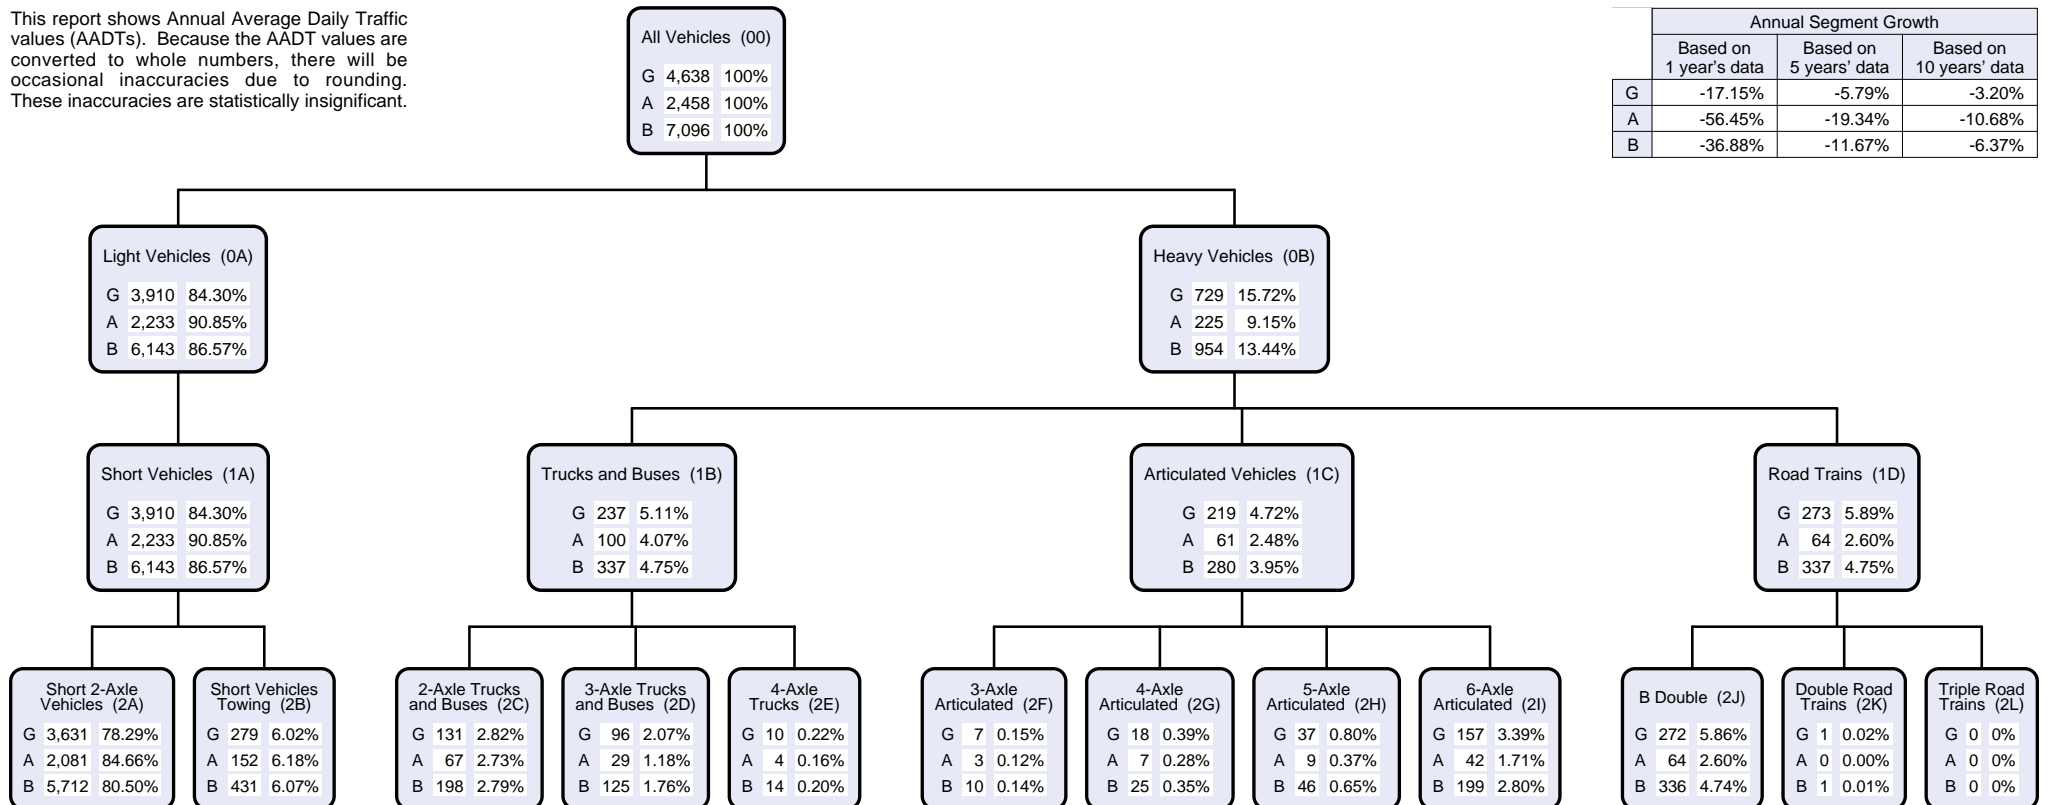 This report shows Annual Average Daily Traffic
values (AADTs). Because the AADT values are
converted to whole numbers, there will be
occasional inaccuracies due to rounding.
These inaccuracies are statistically insignificant.
All Vehicles (00)
G 4,638 100%
A 2,458 100%
B 7,096 100%
Annual Segment Growth
Based on 1 year's data Based on 5 years' data Based on 10 years' data
G -17.15% -5.79% -3.20%
A -56.45% -19.34% -10.68%
B -36.88% -11.67% -6.37%
Light Vehicles (0A)
G 3,910 84.30%
A 2,233 90.85%
B 6,143 86.57%
Heavy Vehicles (0B)
G 729 15.72%
A 225 9.15%
B 954 13.44%
Short Vehicles (1A)
G 3,910 84.30%
A 2,233 90.85%
B 6,143 86.57%
Trucks and Buses (1B)
G 237 5.11%
A 100 4.07%
B 337 4.75%
Articulated Vehicles (1C)
G 219 4.72%
A 61 2.48%
B 280 3.95%
Road Trains (1D)
G 273 5.89%
A 64 2.60%
B 337 4.75%
Short 2-Axle
Vehicles (2A)
G 3,631 78.29%
A 2,081 84.66%
B 5,712 80.50%
Short Vehicles
Towing (2B)
G 279 6.02%
A 152 6.18%
B 431 6.07%
2-Axle Trucks
and Buses (2C)
G 131 2.82%
A 67 2.73%
B 198 2.79%
3-Axle Trucks
and Buses (2D)
G 96 2.07%
A 29 1.18%
B 125 1.76%
4-Axle
Trucks (2E)
G 10 0.22%
A 4 0.16%
B 14 0.20%
3-Axle
Articulated (2F)
G 7 0.15%
A 3 0.12%
B 10 0.14%
4-Axle
Articulated (2G)
G 18 0.39%
A 7 0.28%
B 25 0.35%
5-Axle
Articulated (2H)
G 37 0.80%
A 9 0.37%
B 46 0.65%
6-Axle
Articulated (2I)
G 157 3.39%
A 42 1.71%
B 199 2.80%
B Double (2J)
G 272 5.86%
A 64 2.60%
B 336 4.74%
Double Road
Trains (2K)
G 1 0.02%
A 0 0.00%
B 1 0.01%
Triple Road
Trains (2L)
G 0 0%
A 0 0%
B 0 0%